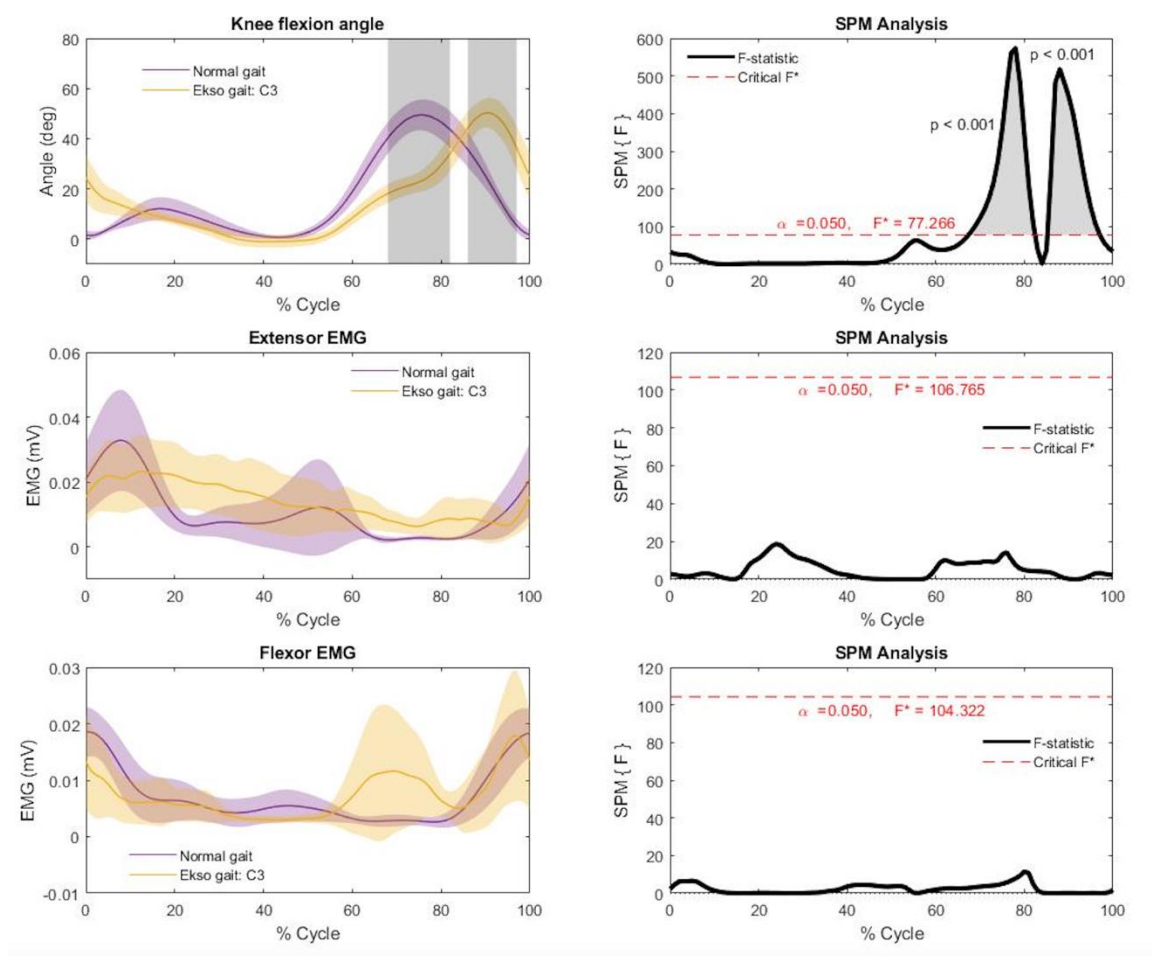 Knee flexion angle
80
60
40
20
0
Angle (deg)
Normal gait
Ekso gait: C3
0 20 40 60 80 100
% Cycle
SPM Analysis
600
500
400
300
200
100
0
SPM { F }
F-statistic
Critical F*
p < 0.001
p < 0.001
α =0.050, F* = 77.266
0 20 40 60 80 100
% Cycle
Extensor EMG
0.06
0.04
0.02
0
EMG (mV)
Normal gait
Ekso gait: C3
0 20 40 60 80 100
% Cycle
SPM Analysis
120
100
80
60
40
20
0
SPM { F }
α =0.050, F* = 106.765
F-statistic
Critical F*
0 20 40 60 80 100
% Cycle
Flexor EMG
0.03
0.02
0.01
0
-0.01
EMG (mV)
Normal gait
Ekso gait: C3
0 20 40 60 80 100
% Cycle
SPM Analysis
120
100
80
60
40
20
0
SPM { F }
α =0.050, F* = 104.322
F-statistic
Critical F*
0 20 40 60 80 100
% Cycle